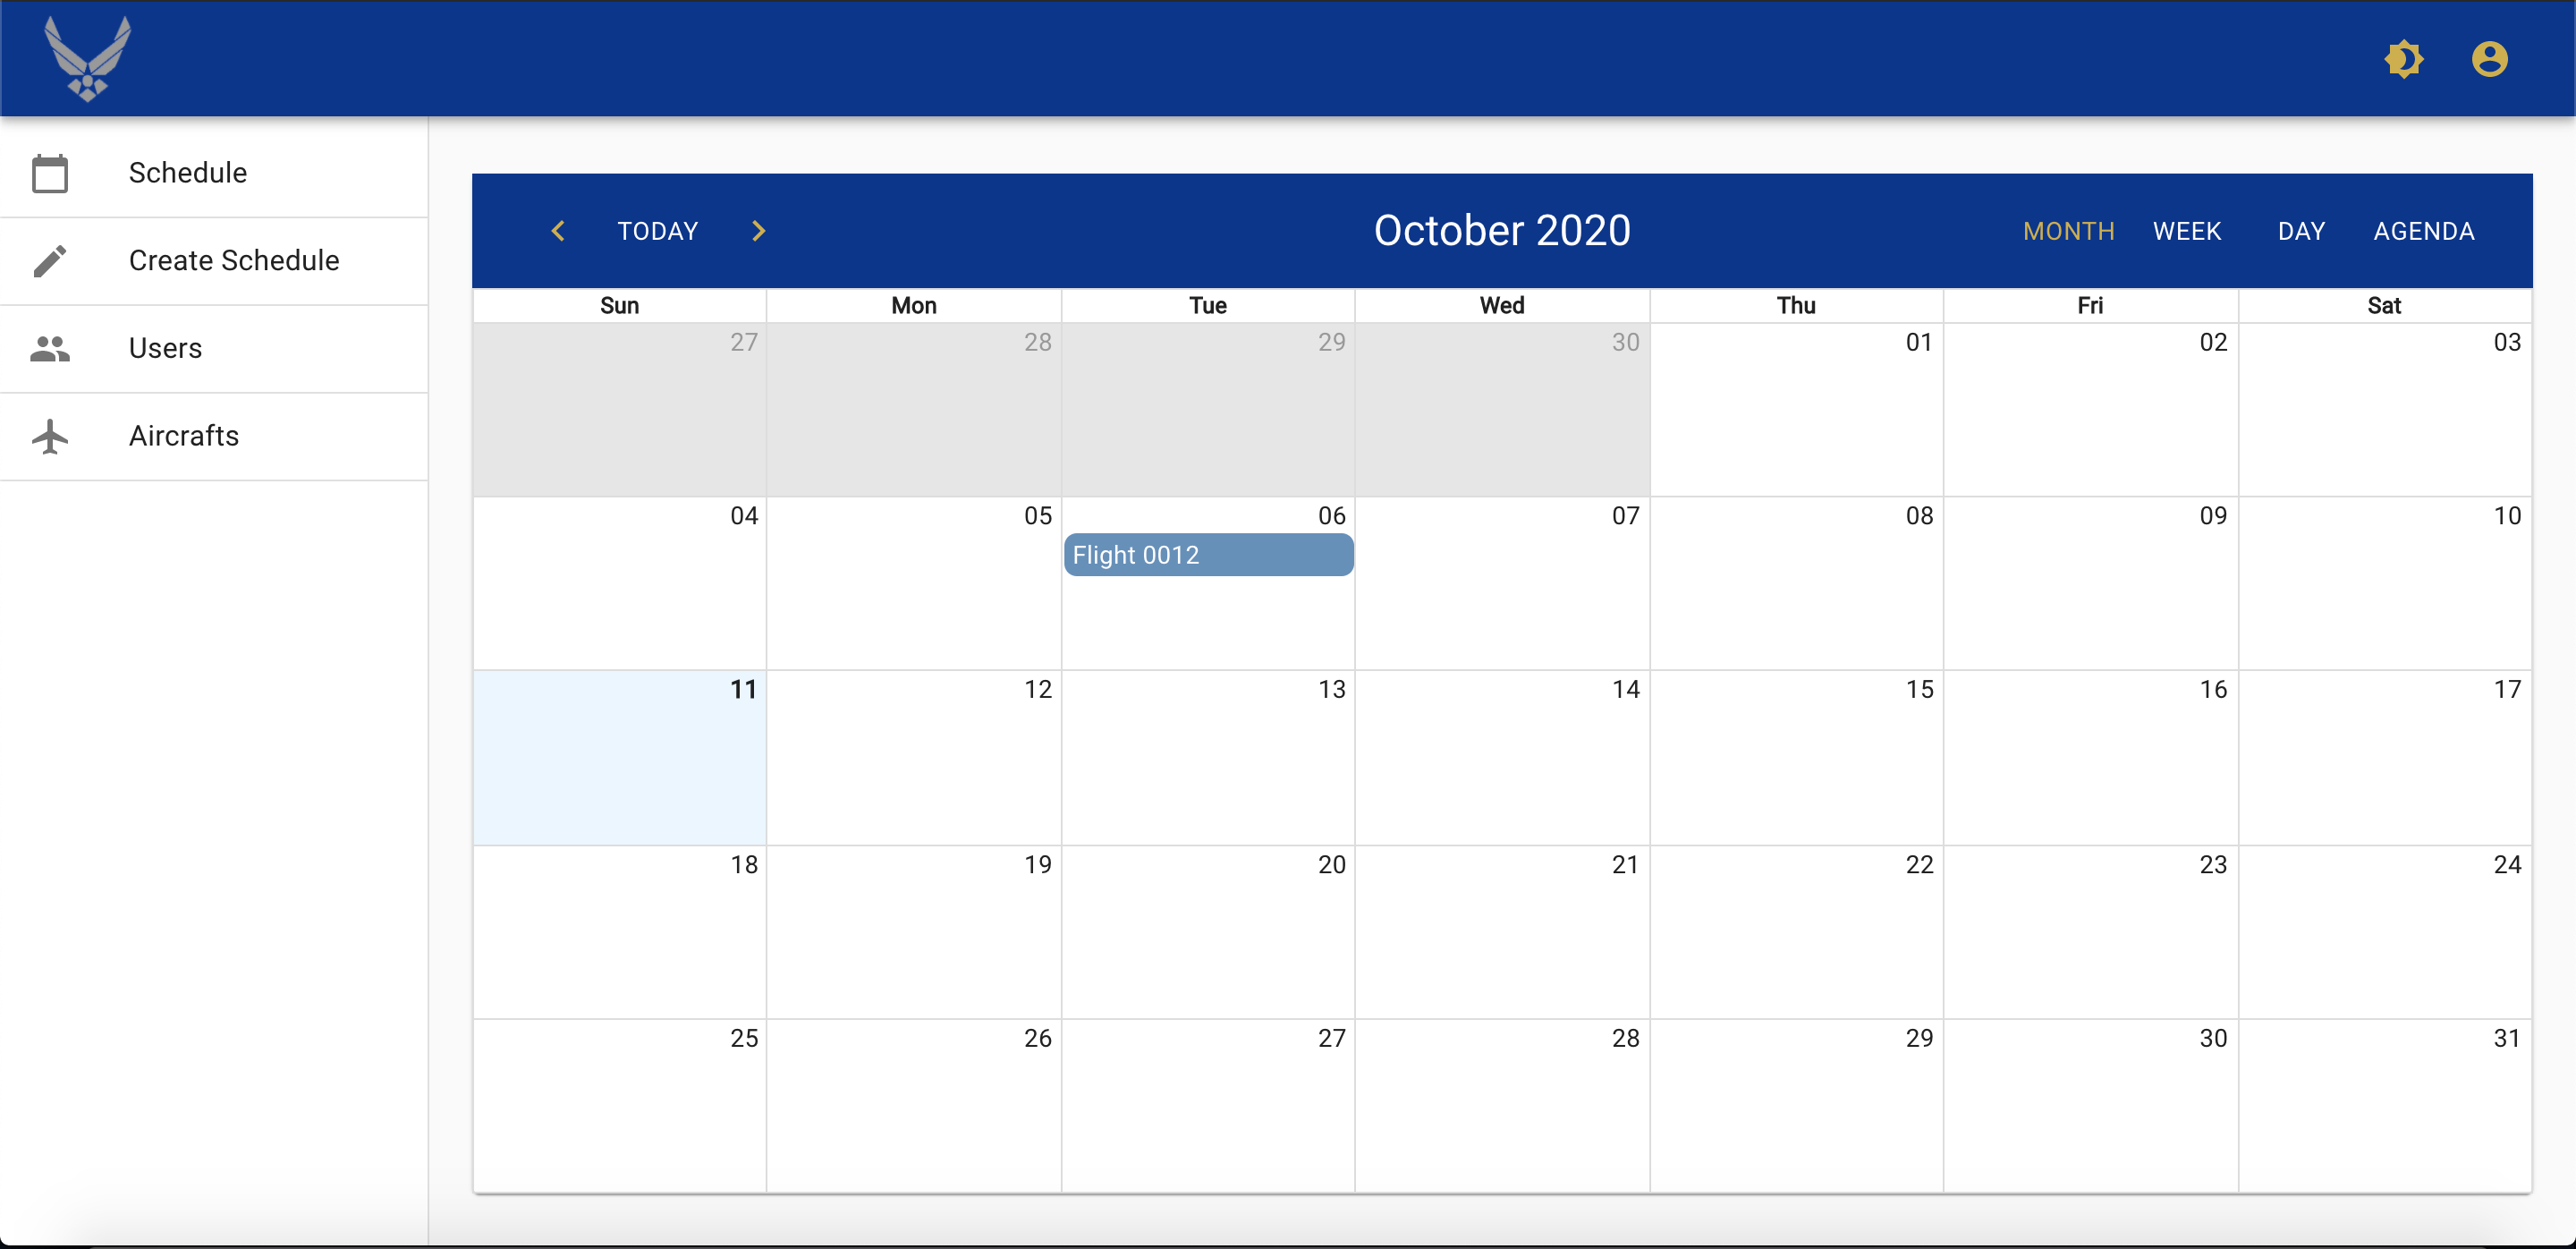 Schedule
Create Schedule
Users
Aircrafts
TODAY October 2020 MONTH WEEK DAY AGENDA
Sun Mon Tue Wed Thu Fri Sat
27 28 29 30 01 02 03
04 05 06 07 08 09 10
Flight 0012
11 12 13 14 15 16 17
18 19 20 21 22 23 24
25 26 27 28 29 30 31